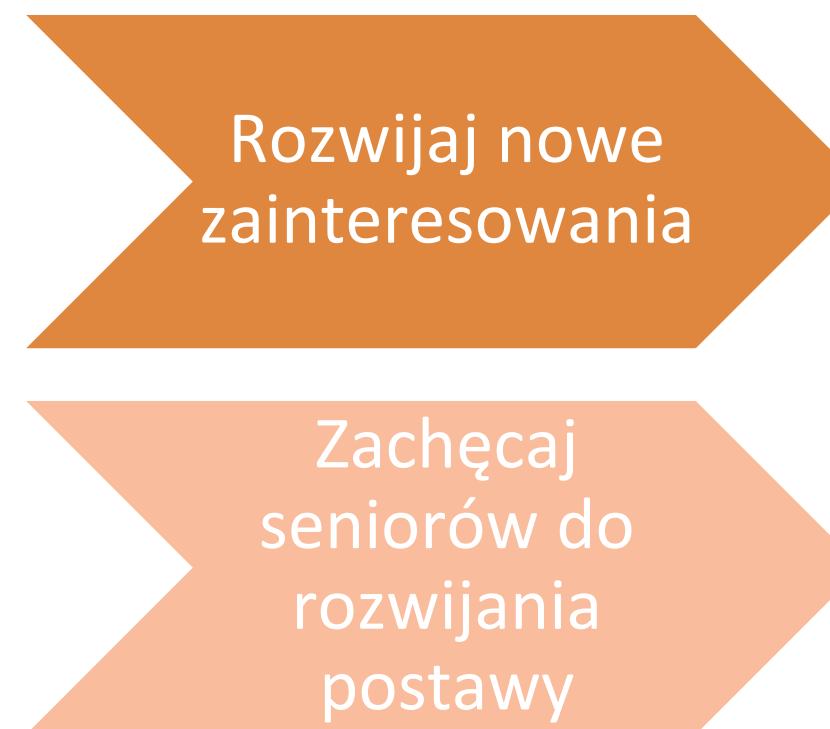 Rozwijaj nowe
zainteresowania
Zachęcaj
seniorów do
rozwijania
postawy